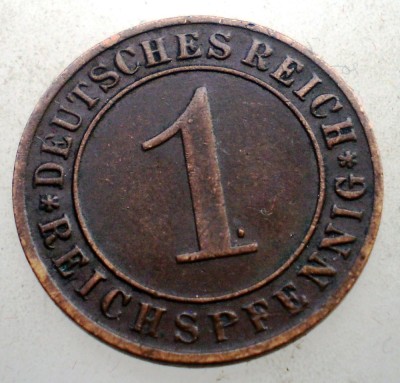 *DEUTSCHES REICH*
1
REICHSPFENNIG